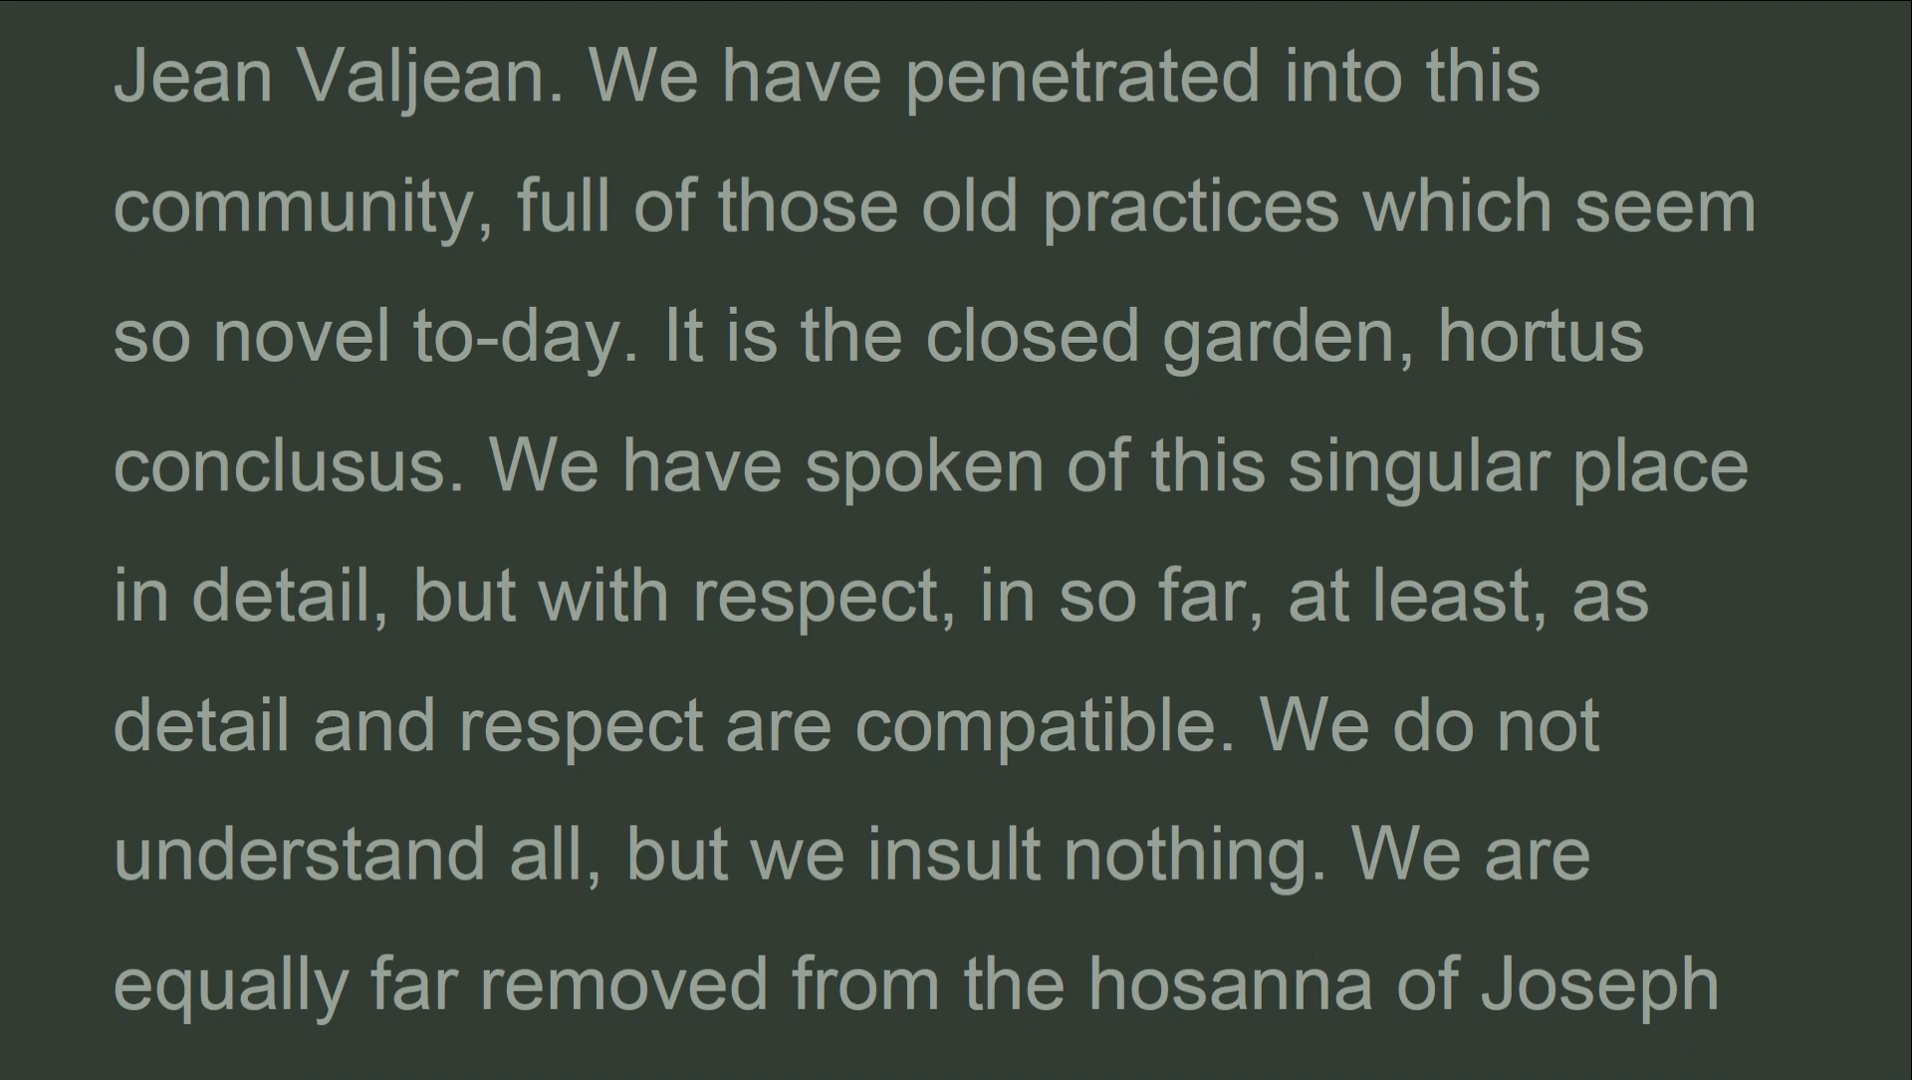 Jean Valjean. We have penetrated into this
community, full of those old practices which seem
so novel to-day. It is the closed garden, hortus
conclusus. We have spoken of this singular place
in detail, but with respect, in so far, at least, as
detail and respect are compatible. We do not
understand all, but we insult nothing. We are
equally far removed from the hosanna of Joseph